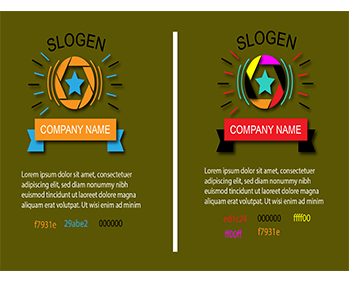 SLOGEN
COMPANY NAME
Lorem ipsum dolor sit amet, consectetuer
adipiscing elit, sed diam nonummy nibh
euismod tincidunt ut laoreet dolore magna
aliquam erat volutpat. Ut wisi enim ad minim
f7931e 29abe2 000000
SLOGEN
COMPANY NAME
Lorem ipsum dolor sit amet, consectetuer
adipiscing elit, sed diam nonummy nibh
euismod tincidunt ut laoreet dolore magna
aliquam erat volutpat. Ut wisi enim ad minim
000000 ffff00
ff00ff f7931e